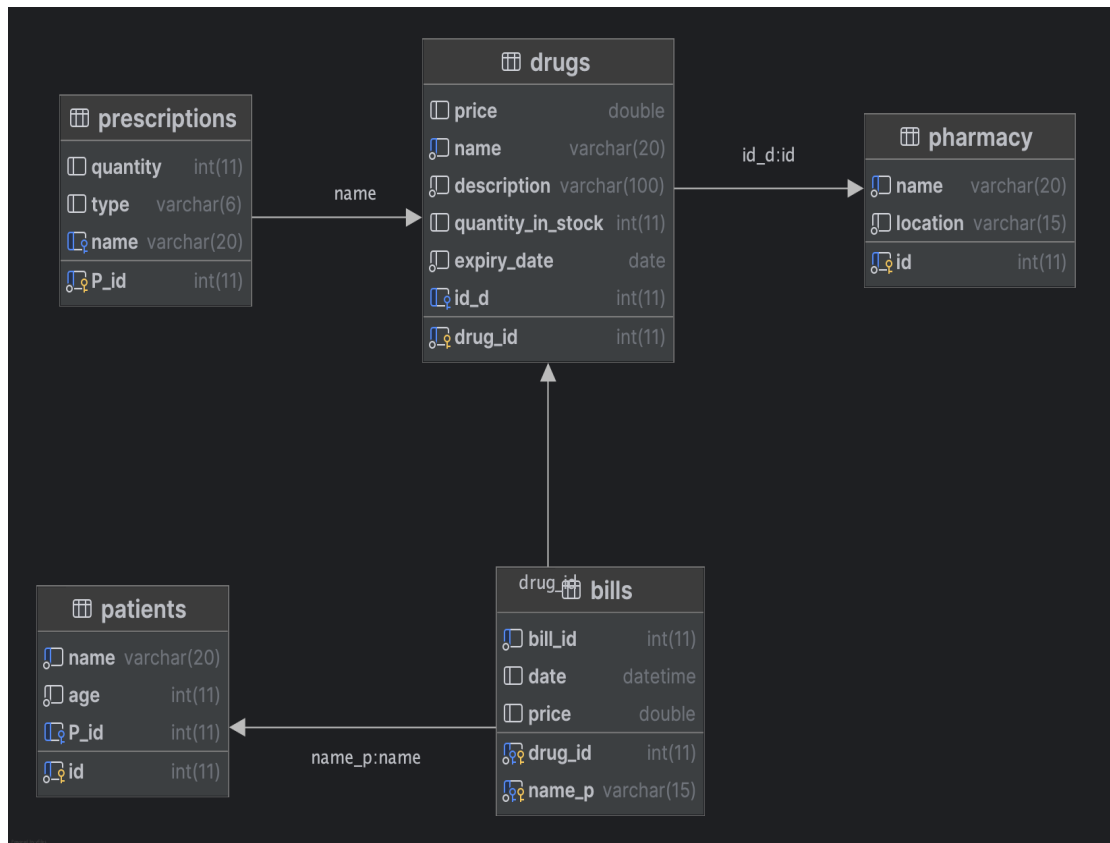 drugs
price double
name varchar(20)
description varchar(100)
quantity_in_stock int(11)
expiry_date date
id_d int(11)
drug_id int(11)
prescriptions
quantity int(11)
type varchar(6)
name varchar(20)
P_id int(11)
name
id_d:id
pharmacy
name varchar(20)
location varchar(15)
id int(11)
patients
name varchar(20)
age int(11)
P_id int(11)
id int(11)
name_p:name
drug_id
bills
bill_id int(11)
date datetime
price double
drug_id int(11)
name_p varchar(15)